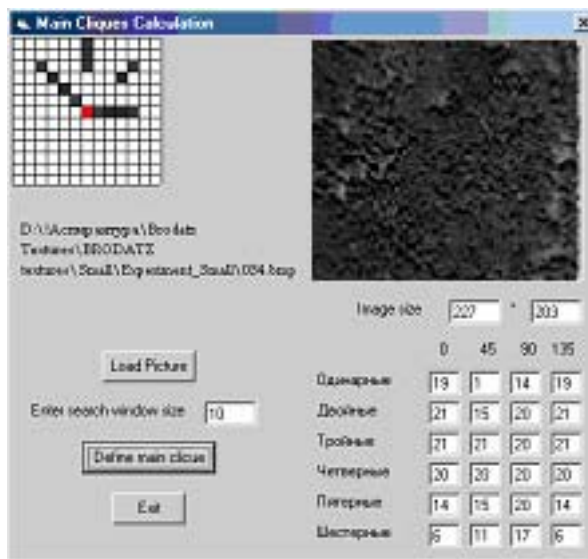 Main Cliques Calculation
D:\!Аспирантура\Brodatz
Textures\BRODATZ
textures\Small\Experiment_Small\034.bmp
Image size 227 * 203
0 45 90 135
Load Picture
Одинарные 19 1 14 19
Enter search window size 10
Двойные 21 15 20 21
Тройные 21 21 20 21
Define main clicue
Четверные 20 20 20 20
Пятерные 14 15 20 14
Exit
Шестерные 6 11 17 6